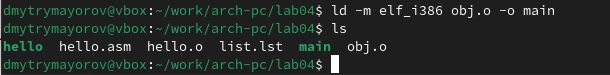 dmytrymayorov@vbox:~/work/arch-pc/lab04$ ld -m elf_i386 obj.o -o main
dmytrymayorov@vbox:~/work/arch-pc/lab04$ ls
hello  hello.asm  hello.o  list.lst  main  obj.o
dmytrymayorov@vbox:~/work/arch-pc/lab04$